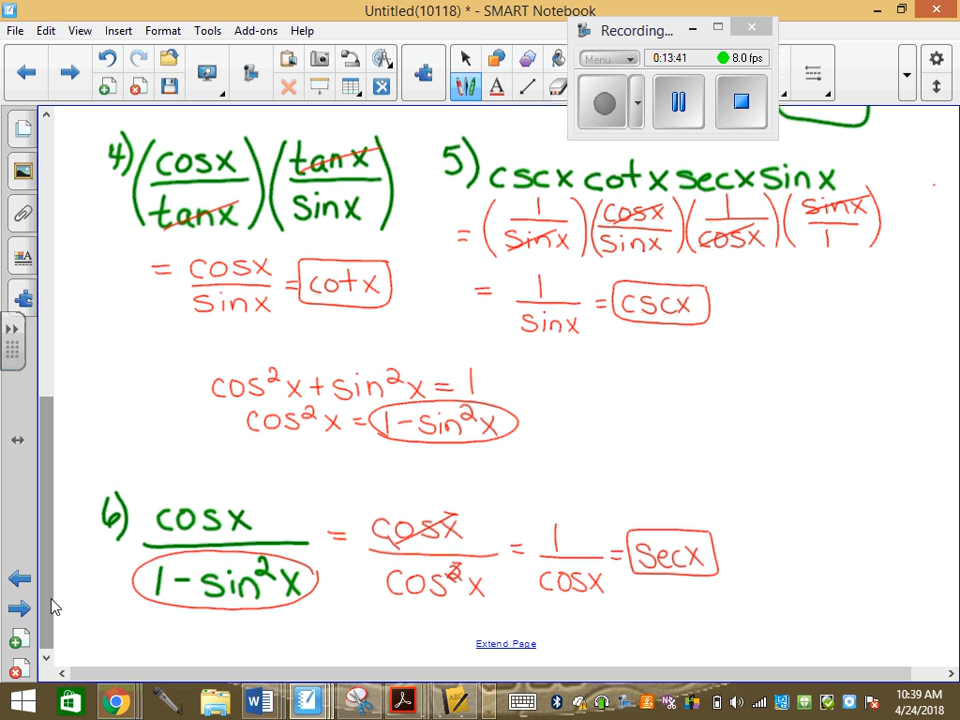 Untitled(10118) * - SMART Notebook
File Edit View Insert Format Tools Add-ons Help
Recording...
Menu 0:13:41 8.0 fps
4) (cosx/tanx)(tanx/sinx)
= cosx/sinx = cotx
5) cscx cotx secx sinx
= (1/sinx)(cosx/sinx)(1/cosx)(sinx/1)
= 1/sinx = cscx
cos²x + sin²x = 1
cos²x = 1 - sin²x
6) cosx/1 - sin²x = cosx/cos²x = 1/cosx = secx
Extend Page
10:39 AM
4/24/2018